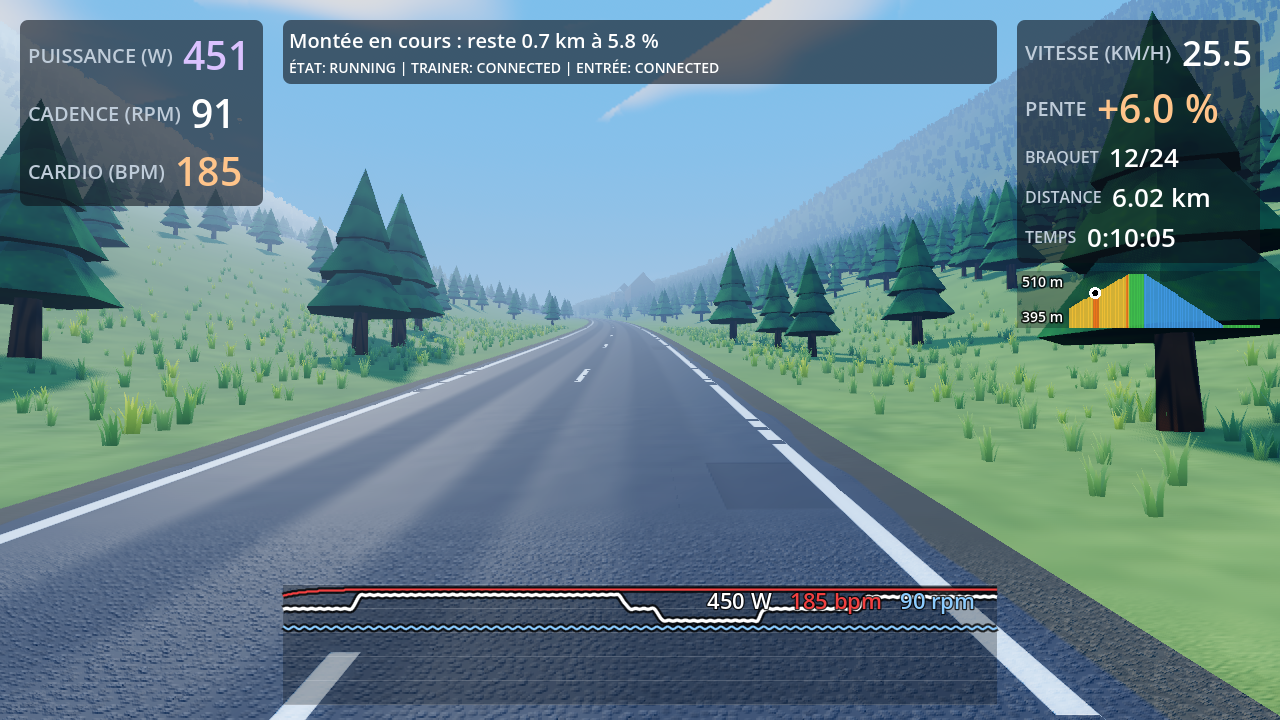 PUISSANCE (W) 451
CADENCE (RPM) 91
CARDIO (BPM) 185
Montée en cours : reste 0.7 km à 5.8 %
ÉTAT: RUNNING | TRAINER: CONNECTED | ENTRÉE: CONNECTED
VITESSE (KM/H) 25.5
PENTE +6.0 %
BRAQUET 12/24
DISTANCE 6.02 km
TEMPS 0:10:05
510 m
395 m
450 W 185 bpm 90 rpm